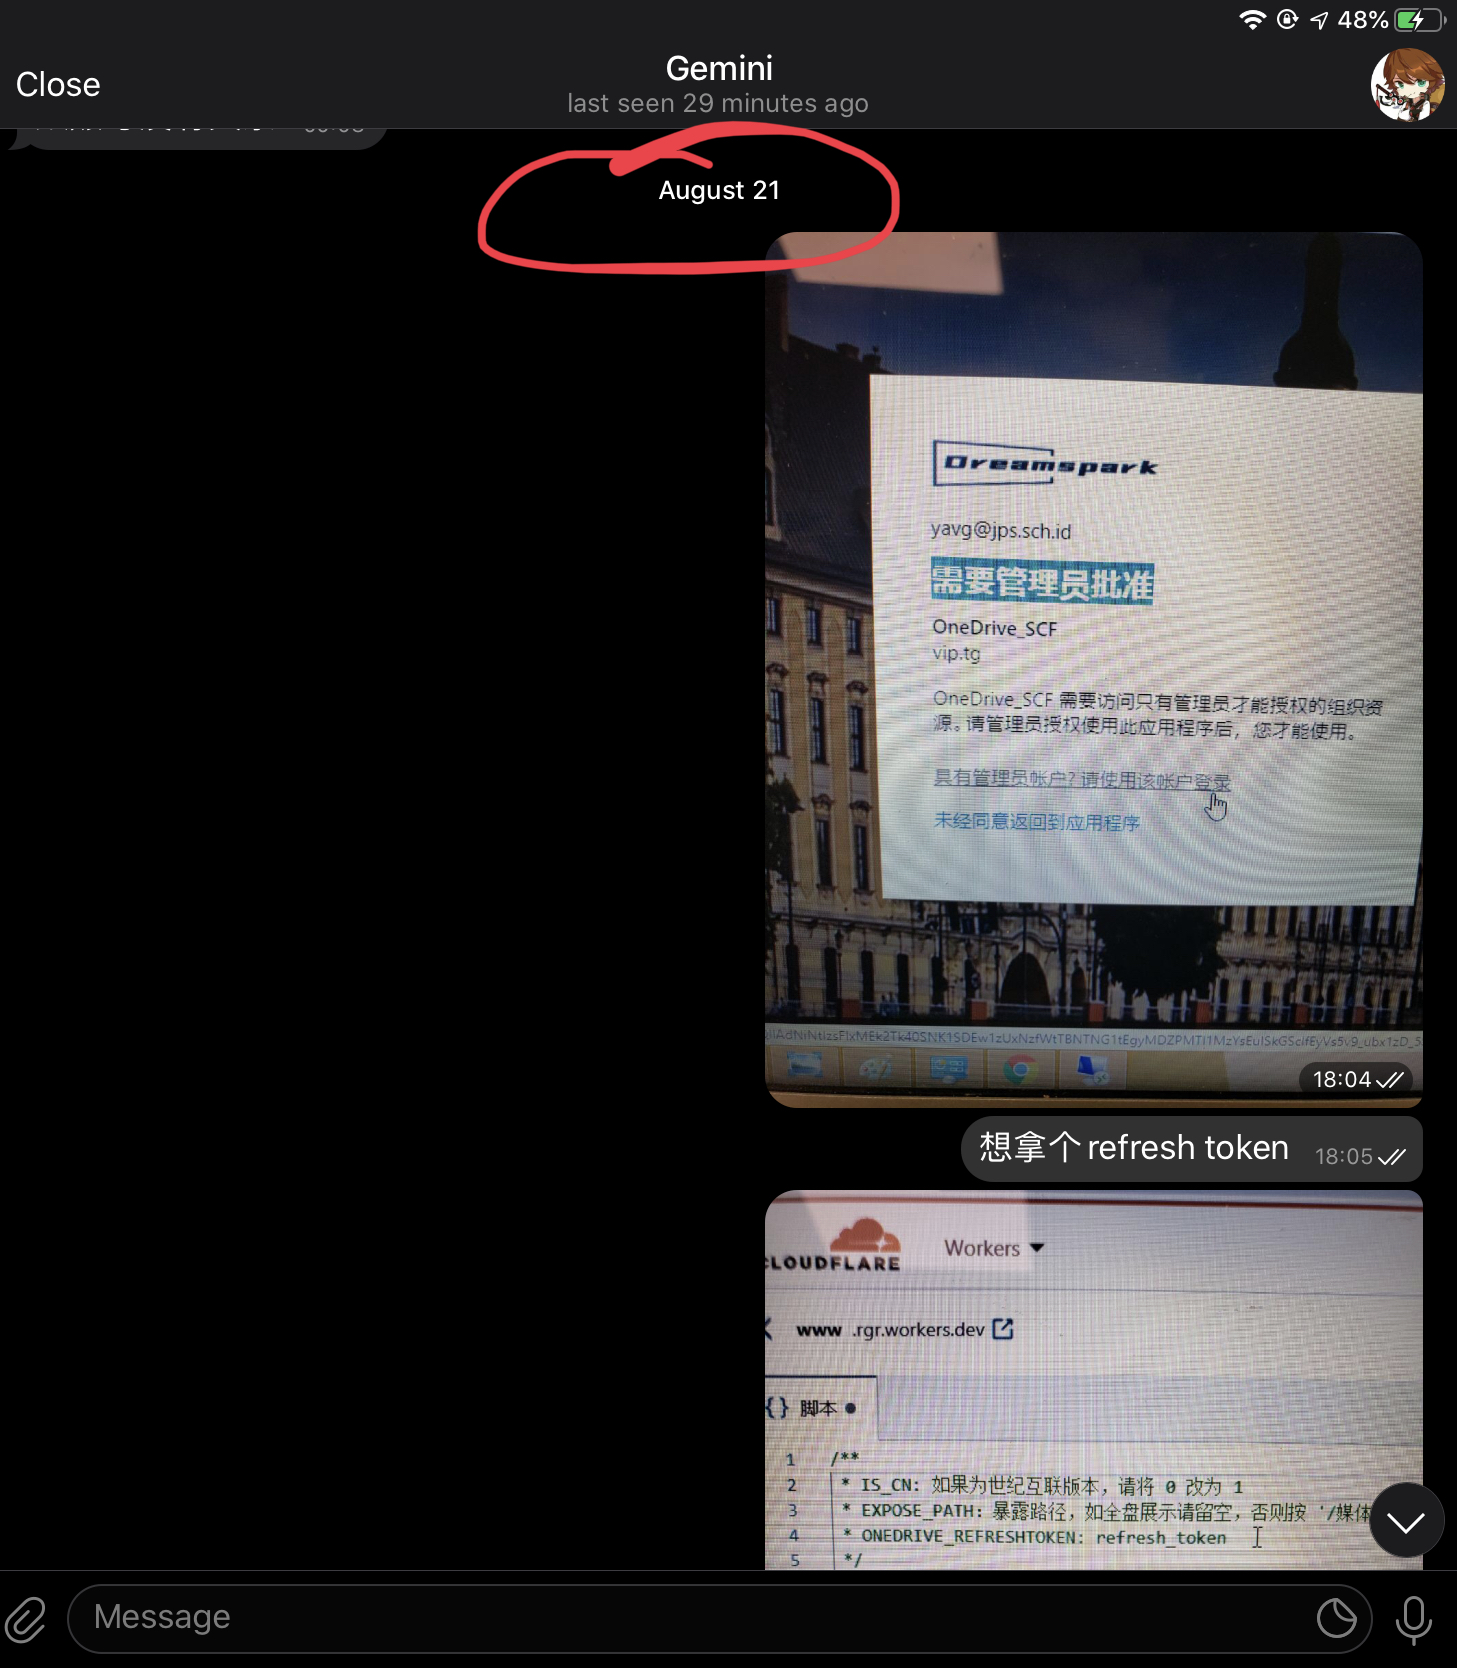 48%
Close
Gemini
last seen 29 minutes ago
August 21
Dreamspark
yavg@jps.sch.id
需要管理员批准
OneDrive_SCF
vip.tg
OneDrive_SCF 需要访问只有管理员才能授权的组织资
源。请管理员授权使用此应用程序后，您才能使用。
具有管理员帐户? 请使用该帐户登录
未经同意返回到应用程序
18:04
想拿个refresh token 18:05
CLOUDFLARE Workers
www .rgr.workers.dev
{} 脚本
1 /**
2 * IS_CN: 如果为世纪互联版本，请将 0 改为 1
3 * EXPOSE_PATH: 暴露路径，如全盘展示请留空，否则按 '/媒体
4 * ONEDRIVE_REFRESHTOKEN: refresh_token
5 */
Message